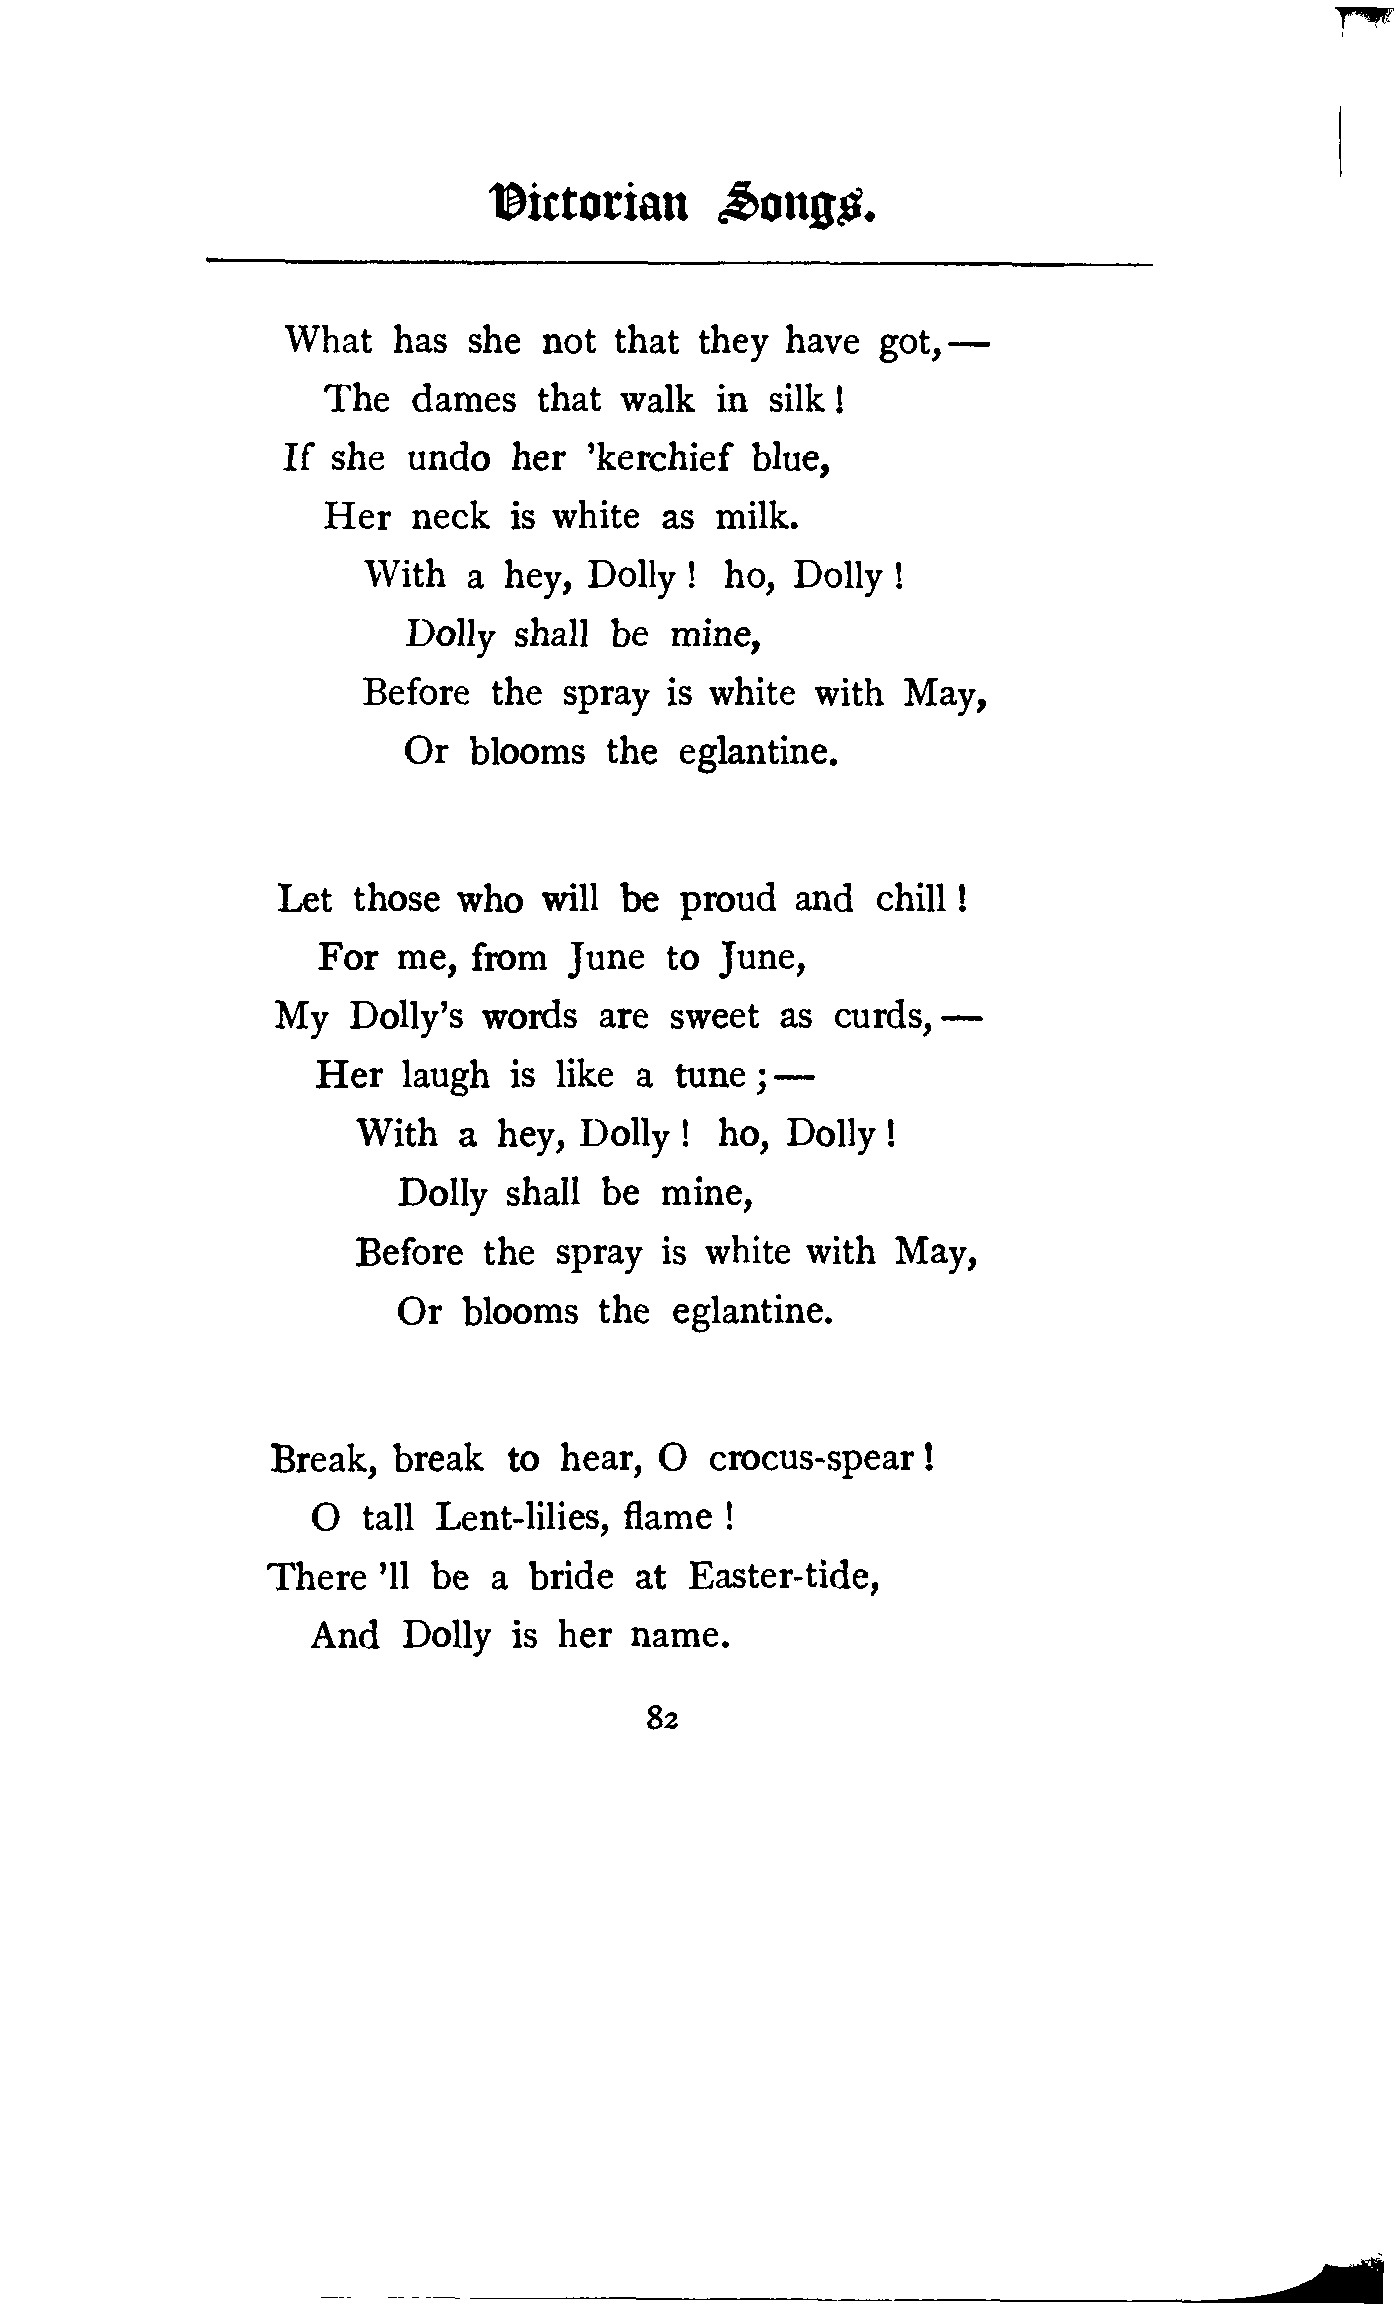 Victorian Songs.
What has she not that they have got,—
The dames that walk in silk!
If she undo her ’kerchief blue,
Her neck is white as milk.
With a hey, Dolly! ho, Dolly!
Dolly shall be mine,
Before the spray is white with May,
Or blooms the eglantine.
Let those who will be proud and chill!
For me, from June to June,
My Dolly’s words are sweet as curds,—
Her laugh is like a tune;—
With a hey, Dolly! ho, Dolly!
Dolly shall be mine,
Before the spray is white with May,
Or blooms the eglantine.
Break, break to hear, O crocus-spear!
O tall Lent-lilies, flame!
There ’ll be a bride at Easter-tide,
And Dolly is her name.
82